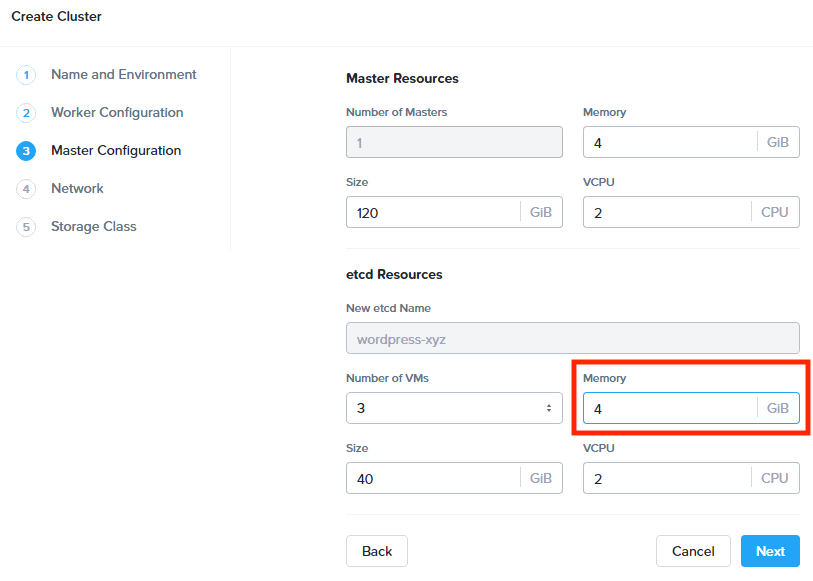 Create Cluster
1 Name and Environment
2 Worker Configuration
3 Master Configuration
4 Network
5 Storage Class
Master Resources
Number of Masters Memory
1 4 GiB
Size VCPU
120 GiB 2 CPU
etcd Resources
New etcd Name
wordpress-xyz
Number of VMs Memory
3 4 GiB
Size VCPU
40 GiB 2 CPU
Back Cancel Next